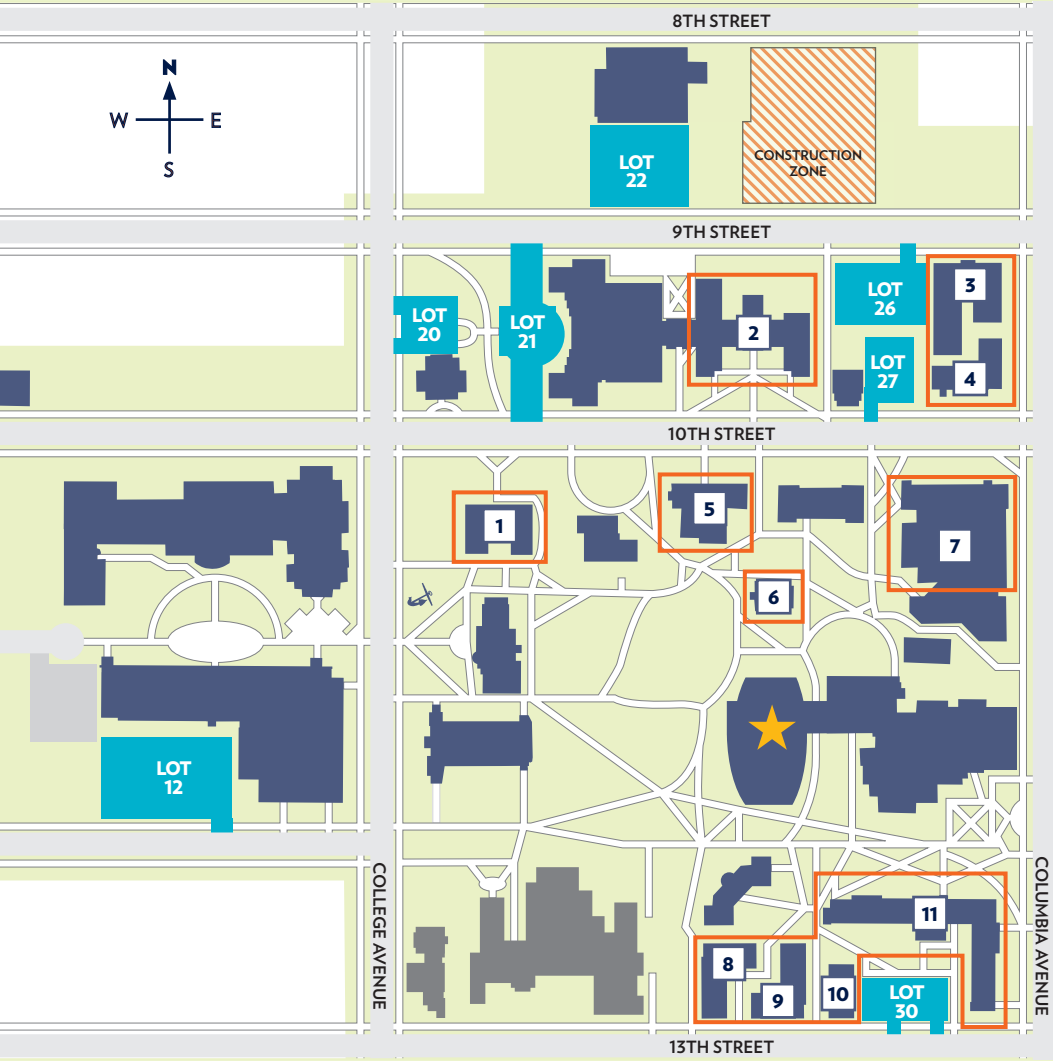 8TH STREET
N
W
E
S
LOT
22
CONSTRUCTION
ZONE
9TH STREET
LOT
20
LOT
21
2
LOT
26
3
LOT
27
4
10TH STREET
1
5
7
6
LOT
12
COLLEGE AVENUE
COLUMBIA AVENUE
11
8
9
10
LOT
30
13TH STREET